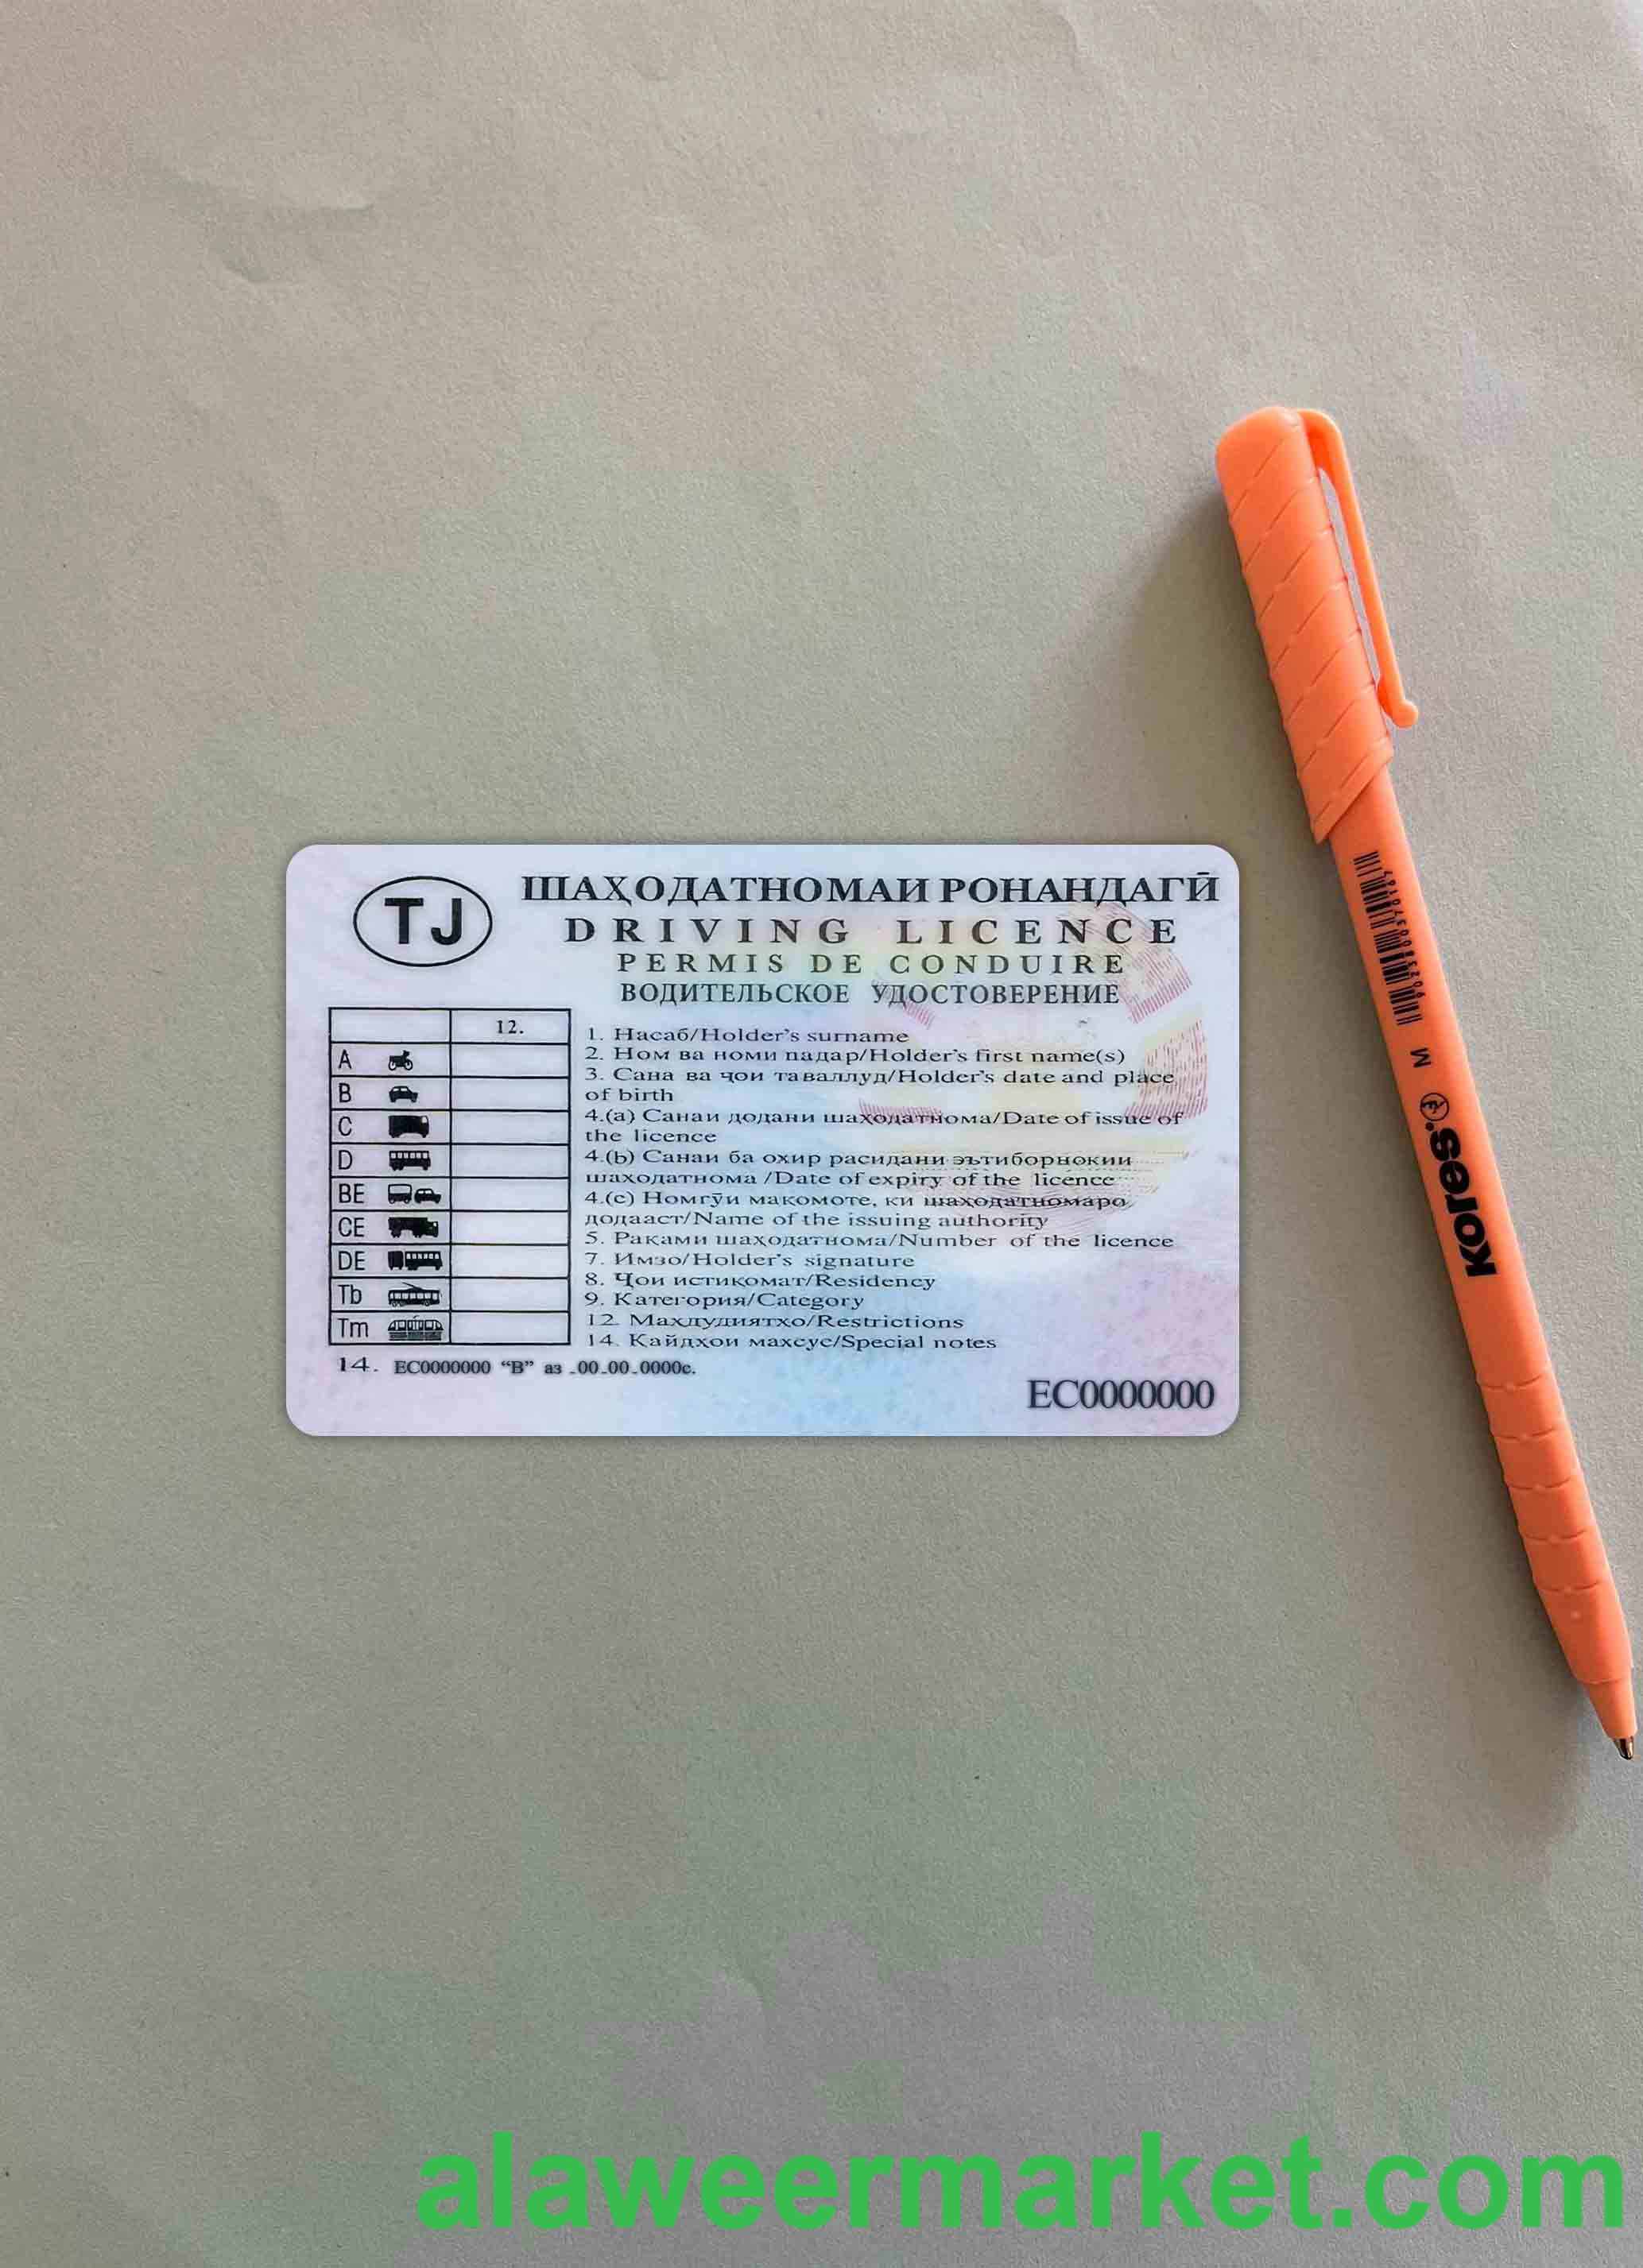 TJ
ШАҲОДАТНОМАИ РОНАНДАГӢ
DRIVING LICENCE
PERMIS DE CONDUIRE
ВОДИТЕЛЬСКОЕ УДОСТОВЕРЕНИЕ
12.
A
B
C
D
BE
CE
DE
Tb
Tm
1. Насаб/Holder's surname
2. Ном ва номи падар/Holder's first name(s)
3. Сана ва ҷои таваллуд/Holder's date and place
of birth
4.(a) Санаи додани шаҳодатнома/Date of issue of
the licence
4.(b) Санаи ба охир расидани эътиборнокии
шаҳодатнома /Date of expiry of the licence
4.(c) Номгӯи макомоте, ки шаҳодатномаро
додааст/Name of the issuing authority
5. Раками шаҳодатнома/Number of the licence
7. Имзо/Holder's signature
8. Ҷои истиқомат/Residency
9. Категория/Category
12. Маҳдудиятҳо/Restrictions
14. Кайдҳои махсус/Special notes
14. EC0000000 “B” аз .00.00.0000с.
EC0000000
M
Kores
alaweermarket.com